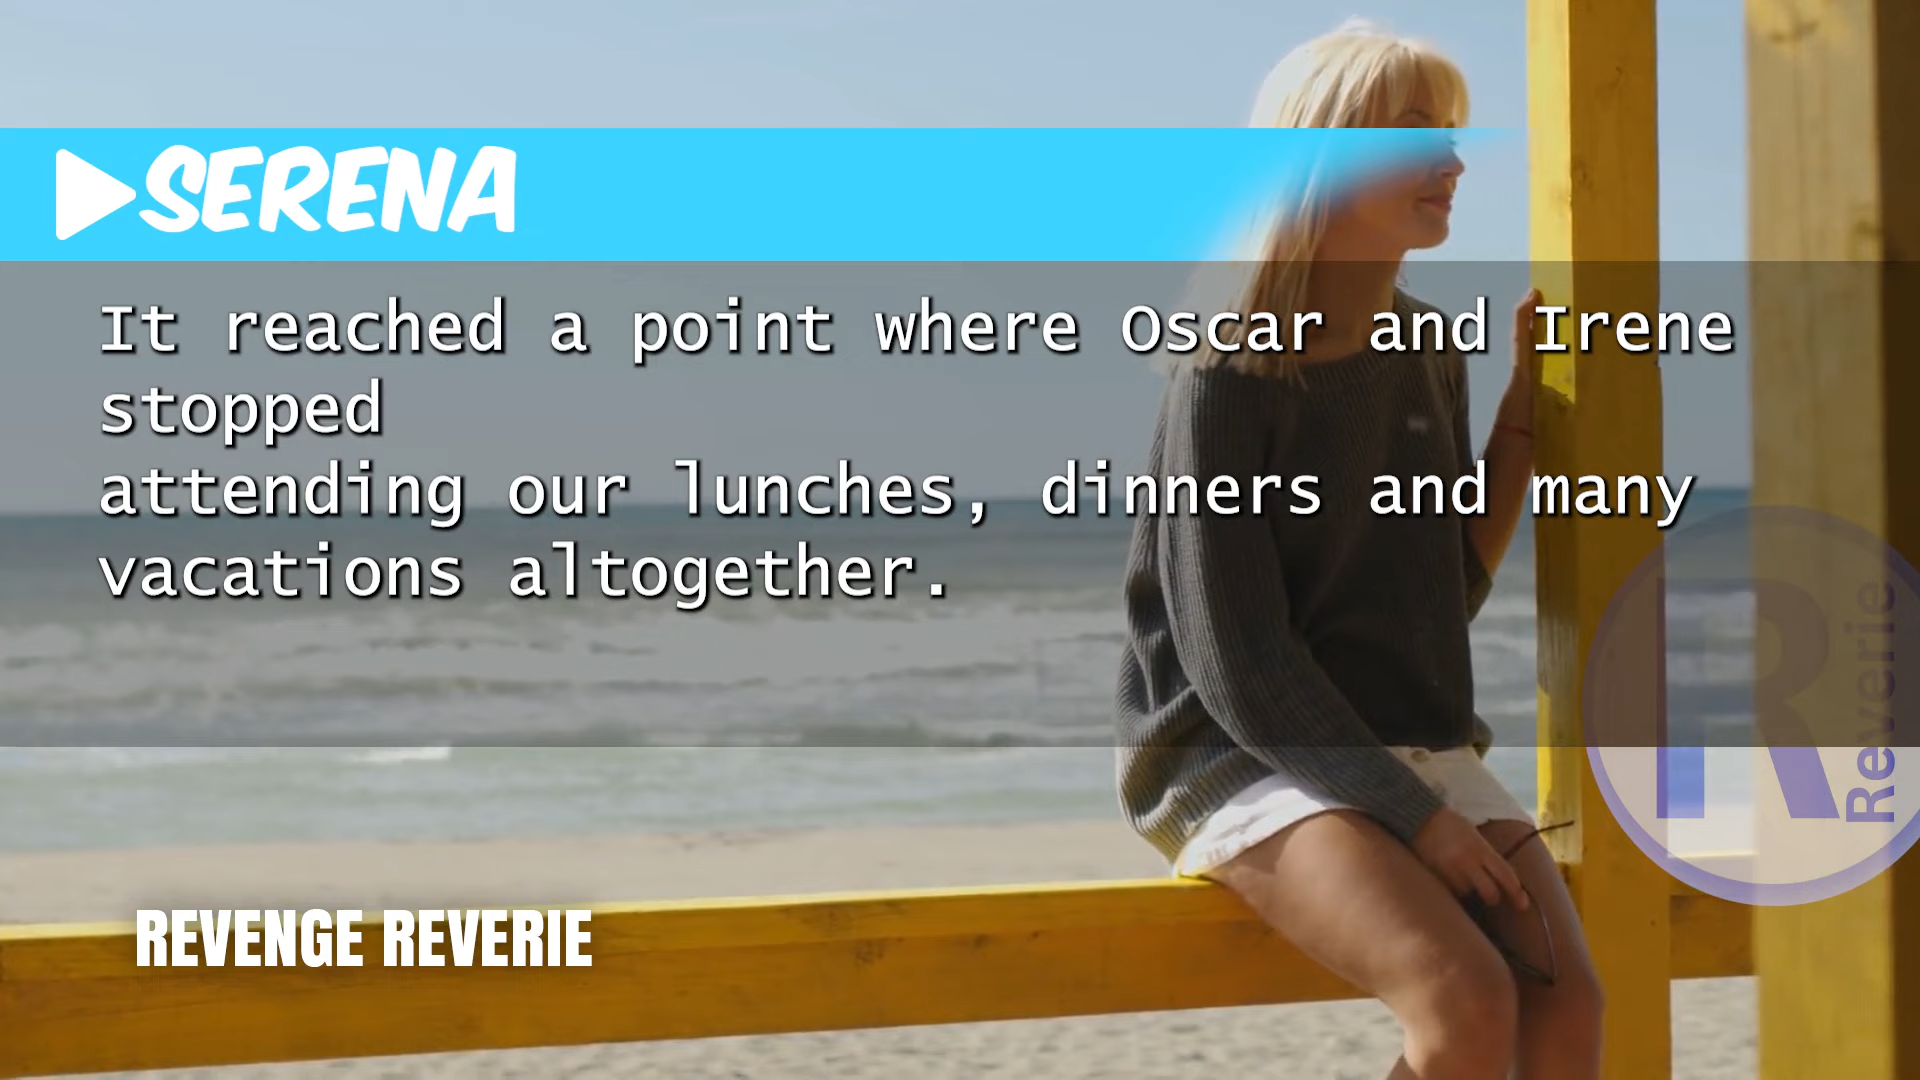 SERENA
It reached a point where Oscar and Irene
stopped
attending our lunches, dinners and many
vacations altogether.
R
Reverie
REVENGE REVERIE